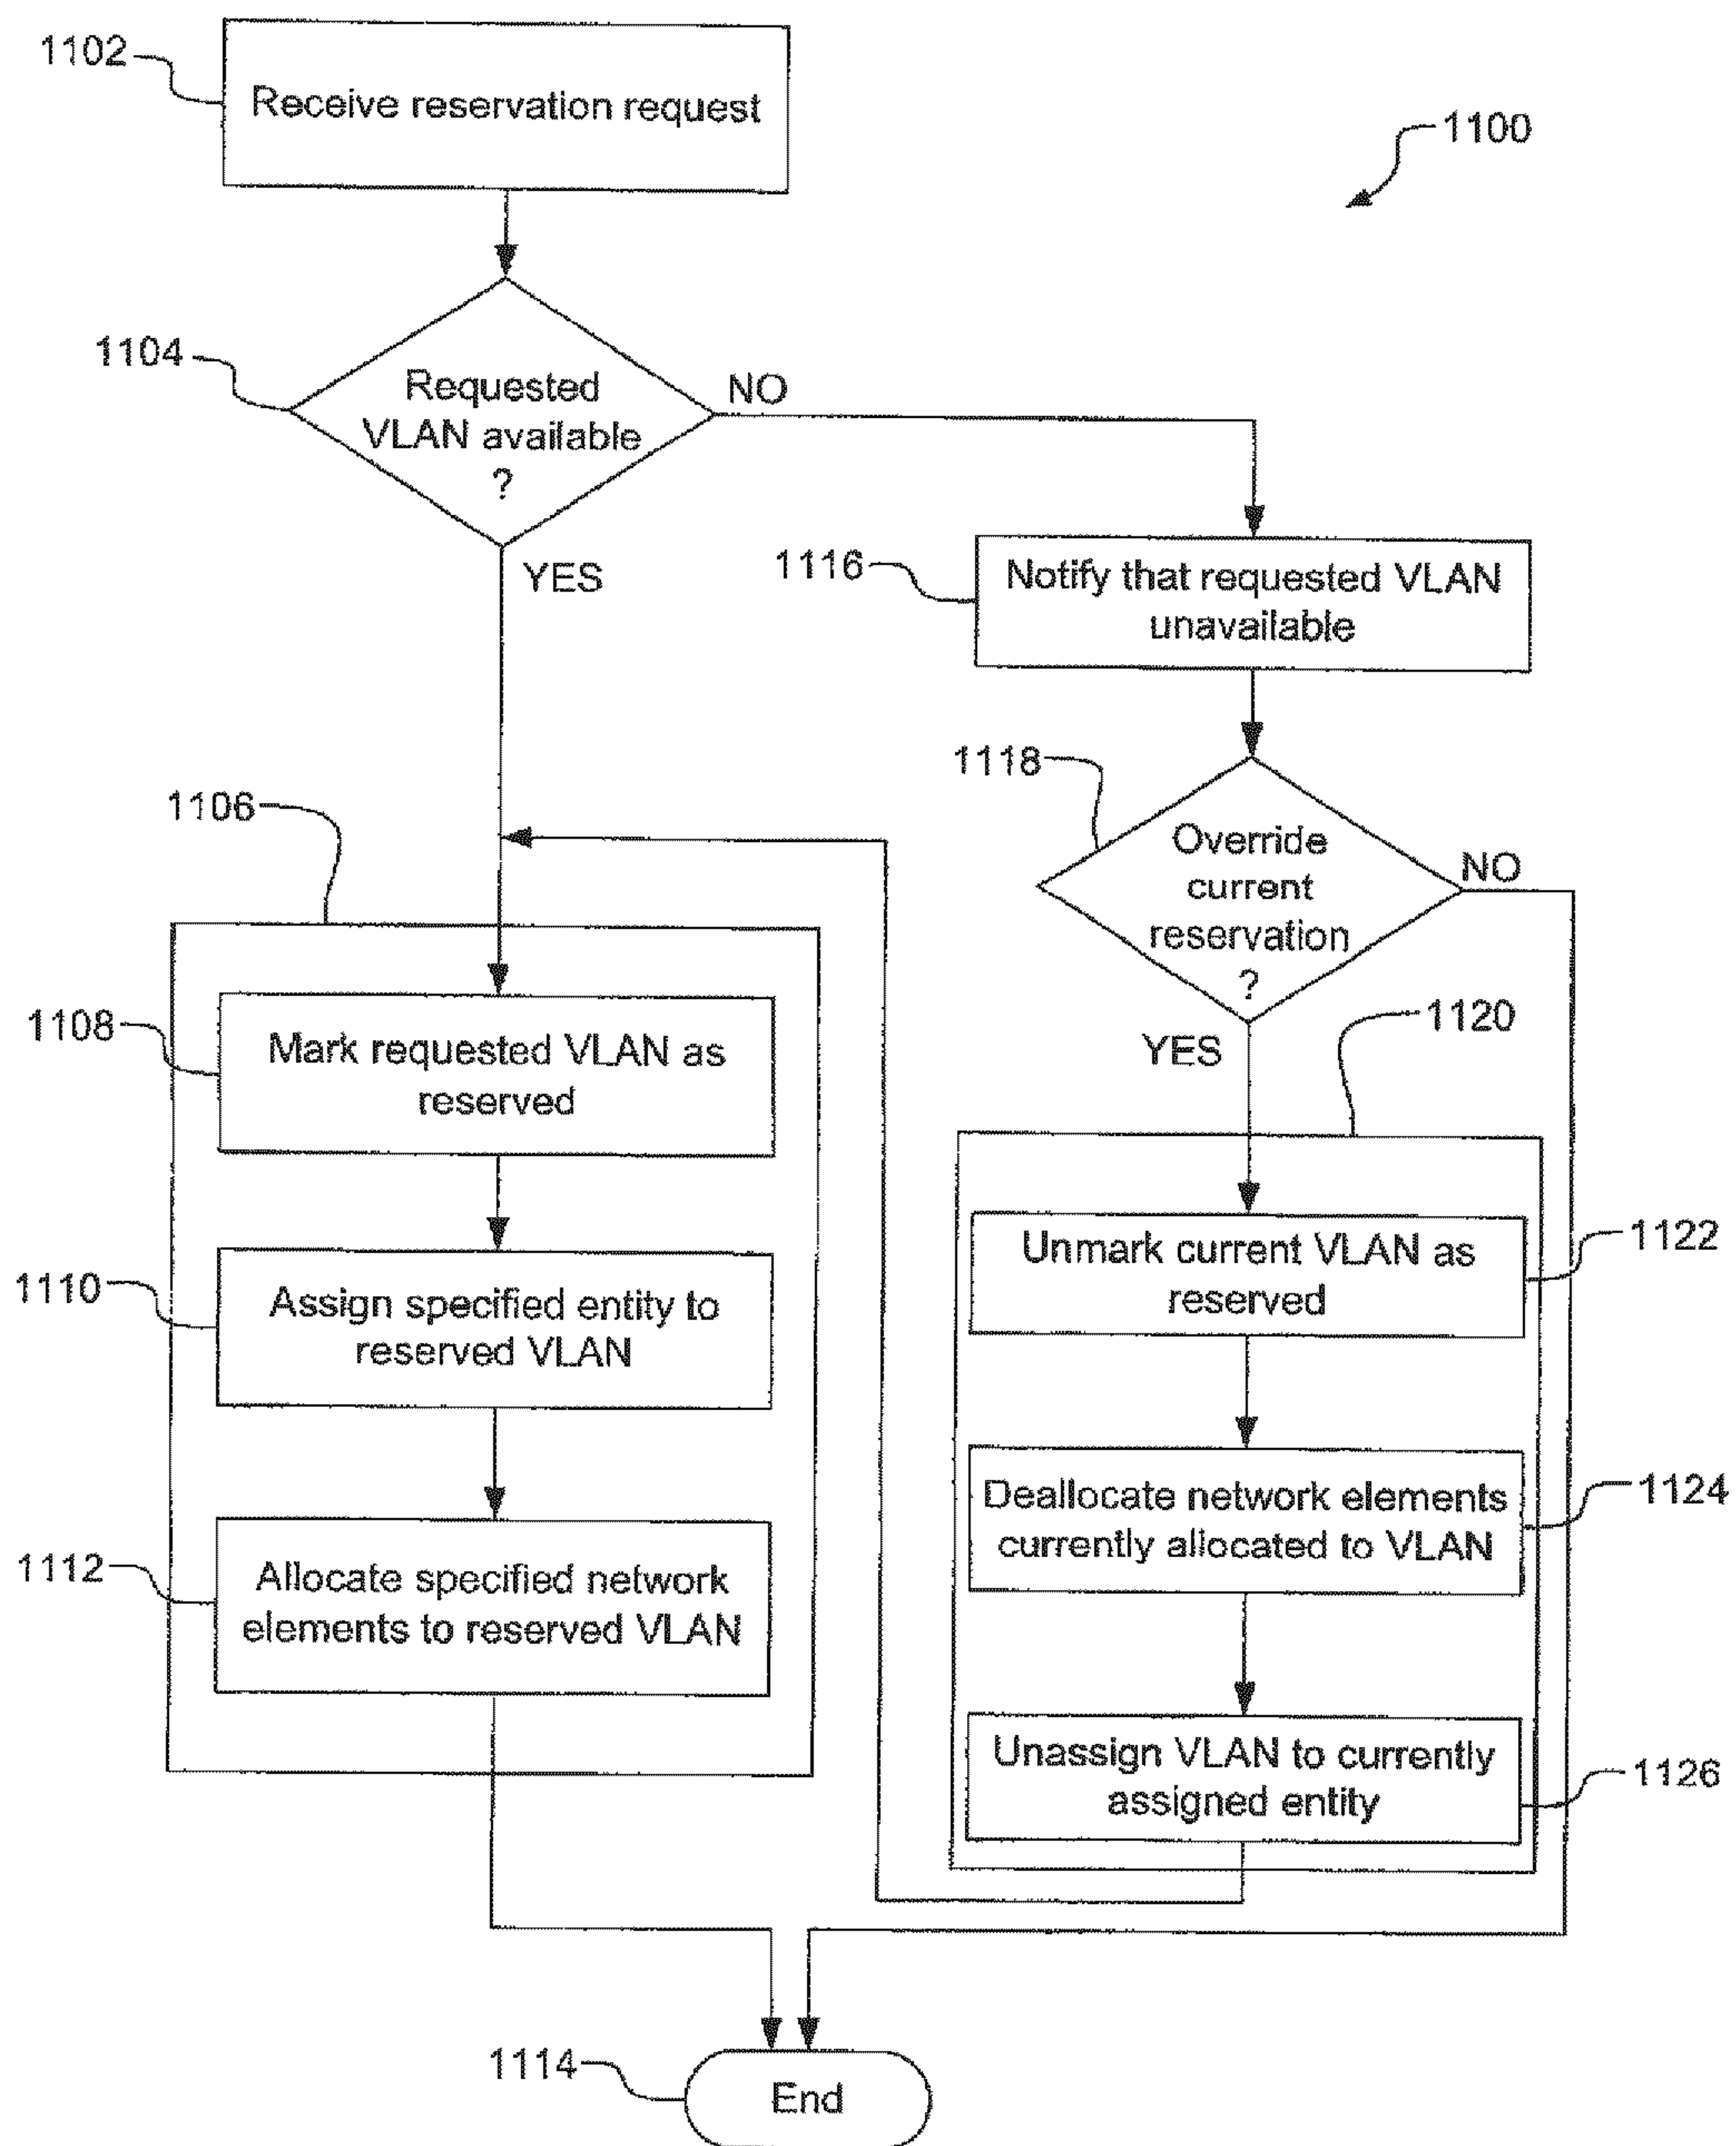 1102
Receive reservation request
1100
1104
Requested
VLAN available
?
NO
YES
1116
Notify that requested VLAN
unavailable
1118
Override
current
reservation
?
NO
YES
1106
1108
Mark requested VLAN as
reserved
1110
Assign specified entity to
reserved VLAN
1112
Allocate specified network
elements to reserved VLAN
1120
Unmark current VLAN as
reserved
1122
Deallocate network elements
currently allocated to VLAN
1124
Unassign VLAN to currently
assigned entity
1126
1114
End